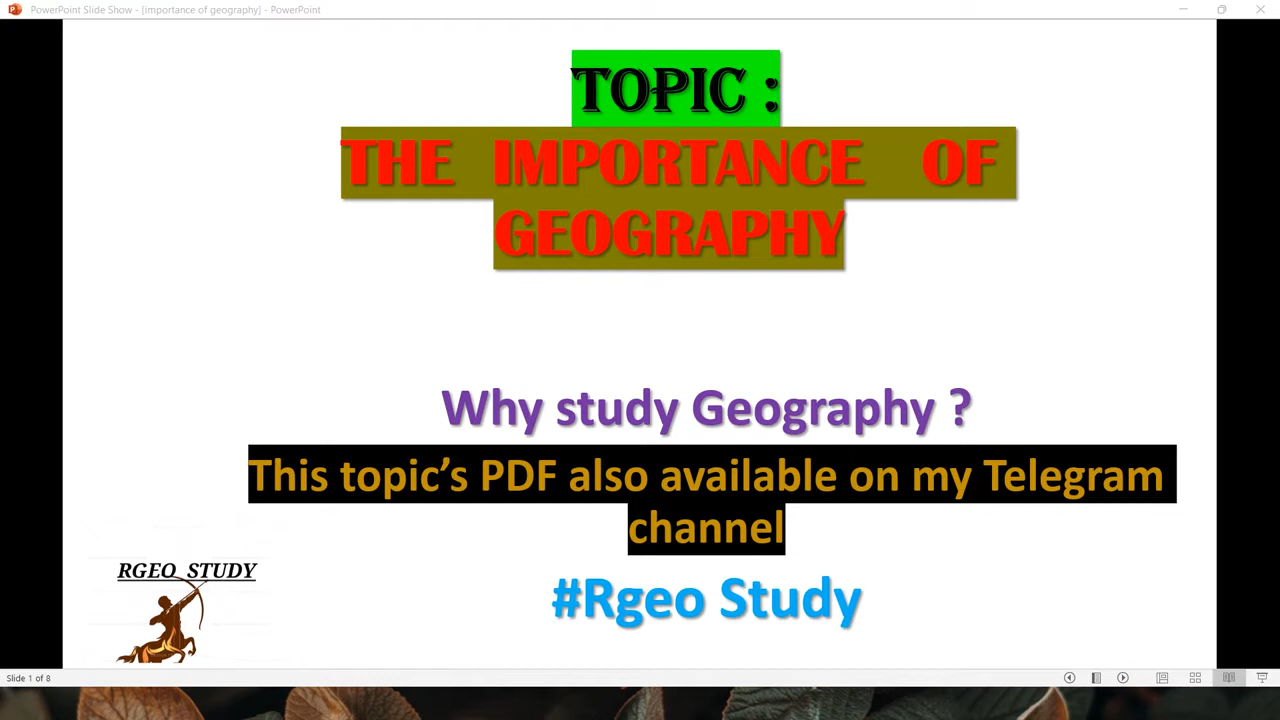 PowerPoint Slide Show - [importance of geography] - PowerPoint
TOPIC :
THE IMPORTANCE OF
GEOGRAPHY
Why study Geography ?
This topic’s PDF also available on my Telegram
channel
RGEO STUDY
#Rgeo Study
Slide 1 of 8